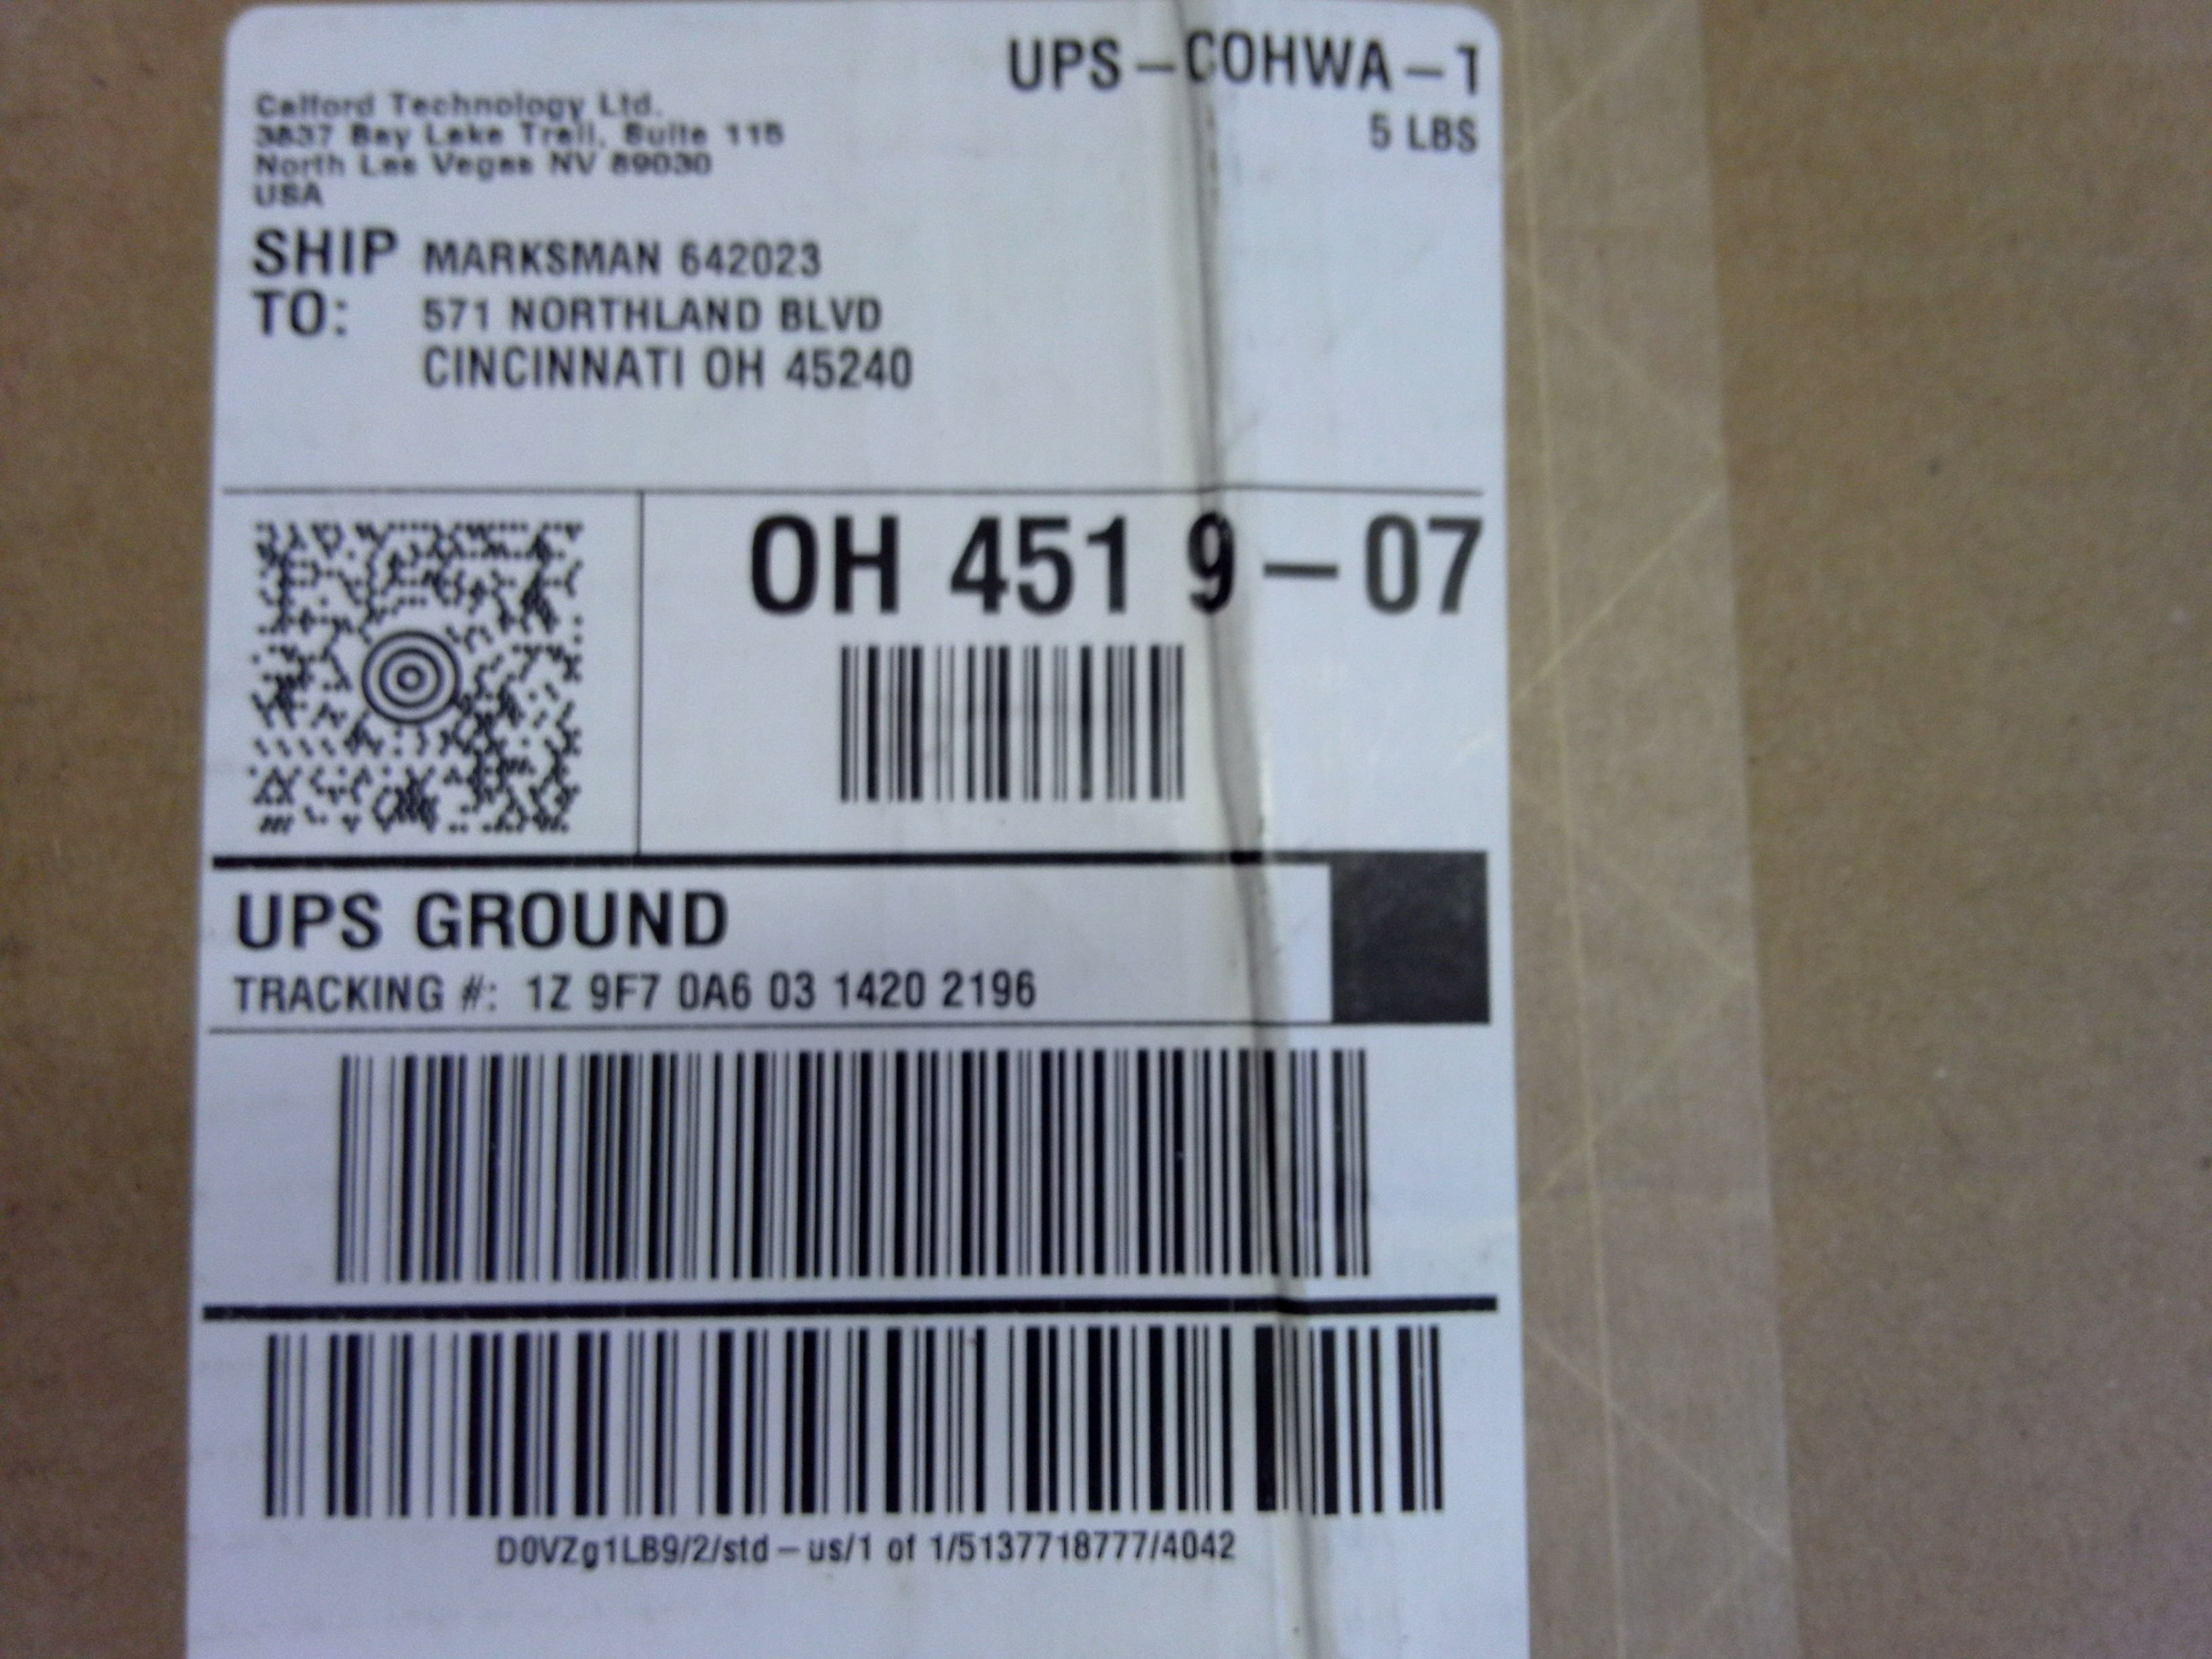 UPS-COHWA-1
5 LBS
Calford Technology Ltd.
3837 Bay Lake Trail, Suite 115
North Las Vegas NV 89030
USA
SHIP TO:
MARKSMAN 642023
571 NORTHLAND BLVD
CINCINNATI OH 45240
OH 451 9-07
UPS GROUND
TRACKING #: 1Z 9F7 0A6 03 1420 2196
D0VZg1LB9/2/std-us/1 of 1/5137718777/4042